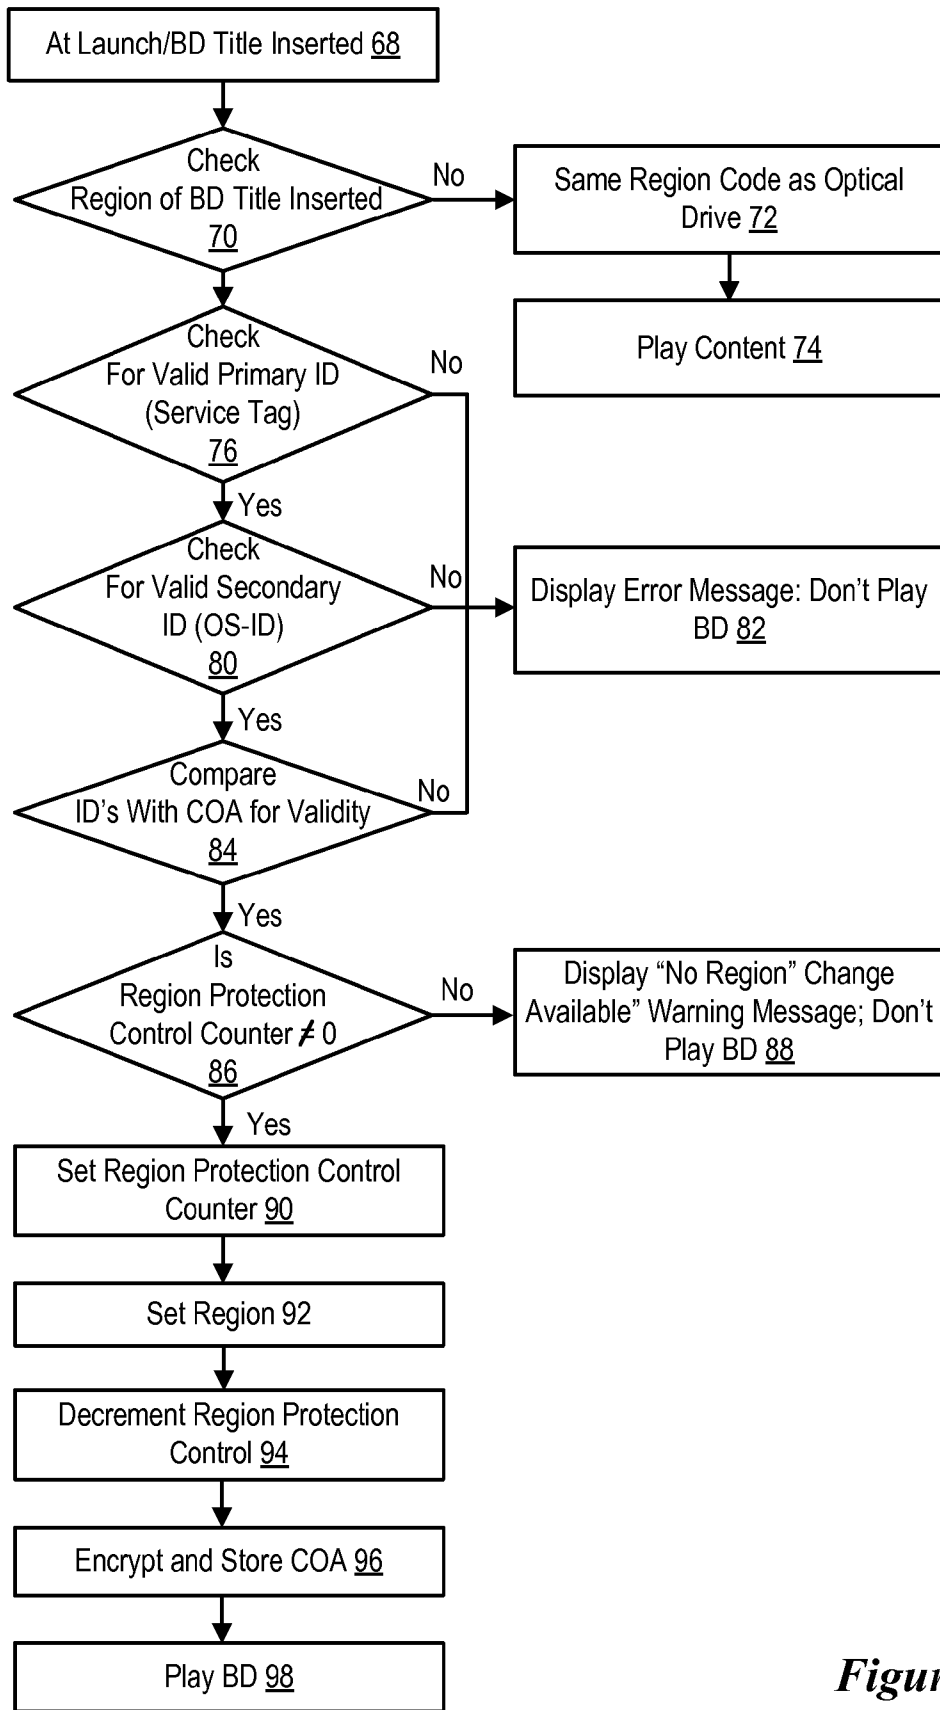 At Launch/BD Title Inserted 68
Check
Region of BD Title Inserted
70
No
Same Region Code as Optical
Drive 72
Play Content 74
Check
For Valid Primary ID
(Service Tag)
76
No
Yes
Check
For Valid Secondary
ID (OS-ID)
80
No
Display Error Message: Don't Play
BD 82
Yes
Compare
ID's With COA for Validity
84
No
Yes
Is
Region Protection
Control Counter ≠ 0
86
No
Display “No Region” Change
Available” Warning Message; Don't
Play BD 88
Yes
Set Region Protection Control
Counter 90
Set Region 92
Decrement Region Protection
Control 94
Encrypt and Store COA 96
Play BD 98